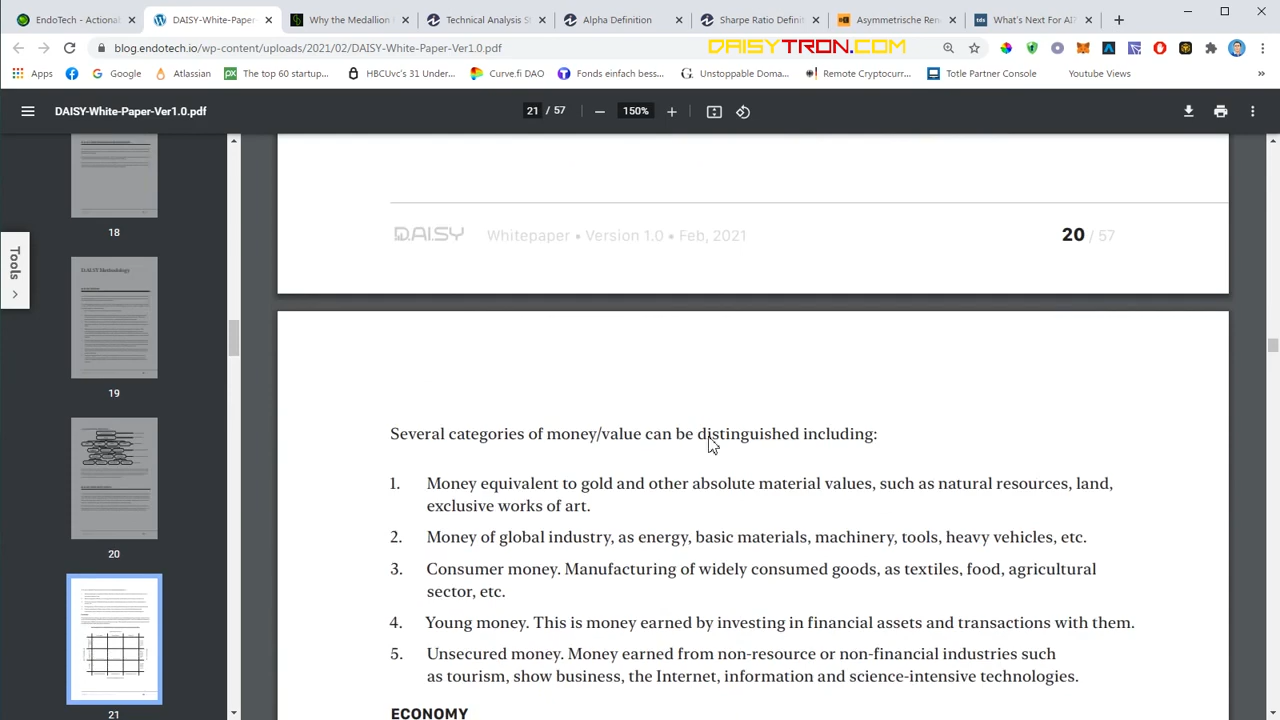 EndoTech - Actionab
DAISY-White-Paper-
Why the Medallion F
Technical Analysis St
Alpha Definition
Sharpe Ratio Definiti
Asymmetrische Ren
What's Next For AI?
blog.endotech.io/wp-content/uploads/2021/02/DAISY-White-Paper-Ver1.0.pdf
DAISYTRON.COM
Apps
Google
Atlassian
The top 60 startup...
HBCUvc's 31 Under...
Curve.fi DAO
Fonds einfach bess...
Unstoppable Doma...
Remote Cryptocurr...
Totle Partner Console
Youtube Views
DAISY-White-Paper-Ver1.0.pdf
21 / 57
150%
Tools
18
19
20
21
D.AI.SY Whitepaper • Version 1.0 • Feb, 2021 20 / 57
Several categories of money/value can be distinguished including:
1. Money equivalent to gold and other absolute material values, such as natural resources, land,
exclusive works of art.
2. Money of global industry, as energy, basic materials, machinery, tools, heavy vehicles, etc.
3. Consumer money. Manufacturing of widely consumed goods, as textiles, food, agricultural
sector, etc.
4. Young money. This is money earned by investing in financial assets and transactions with them.
5. Unsecured money. Money earned from non-resource or non-financial industries such
as tourism, show business, the Internet, information and science-intensive technologies.
ECONOMY